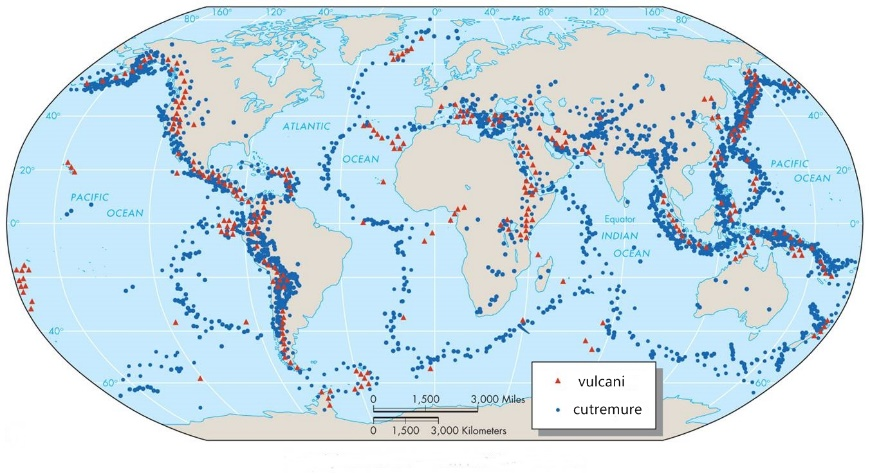 160° 120° 40° 0° 40° 80° 120° 160°
80° 80°
40° 40°
ATLANTIC
OCEAN
20° 20°
PACIFIC
OCEAN
PACIFIC
OCEAN
0° 0°
Equator
INDIAN
OCEAN
40° 40°
60° 60°
vulcani
cutremure
0 1,500 3,000 Miles
0 1,500 3,000 Kilometers